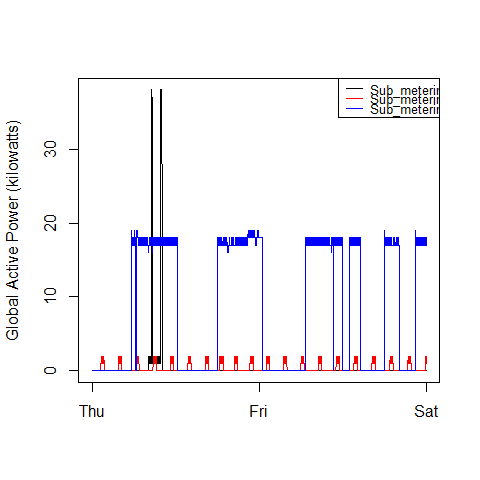 Sub_meterin
Sub_meterin
Sub_meterin
Global Active Power (kilowatts)
30
20
10
0
Thu Fri Sat